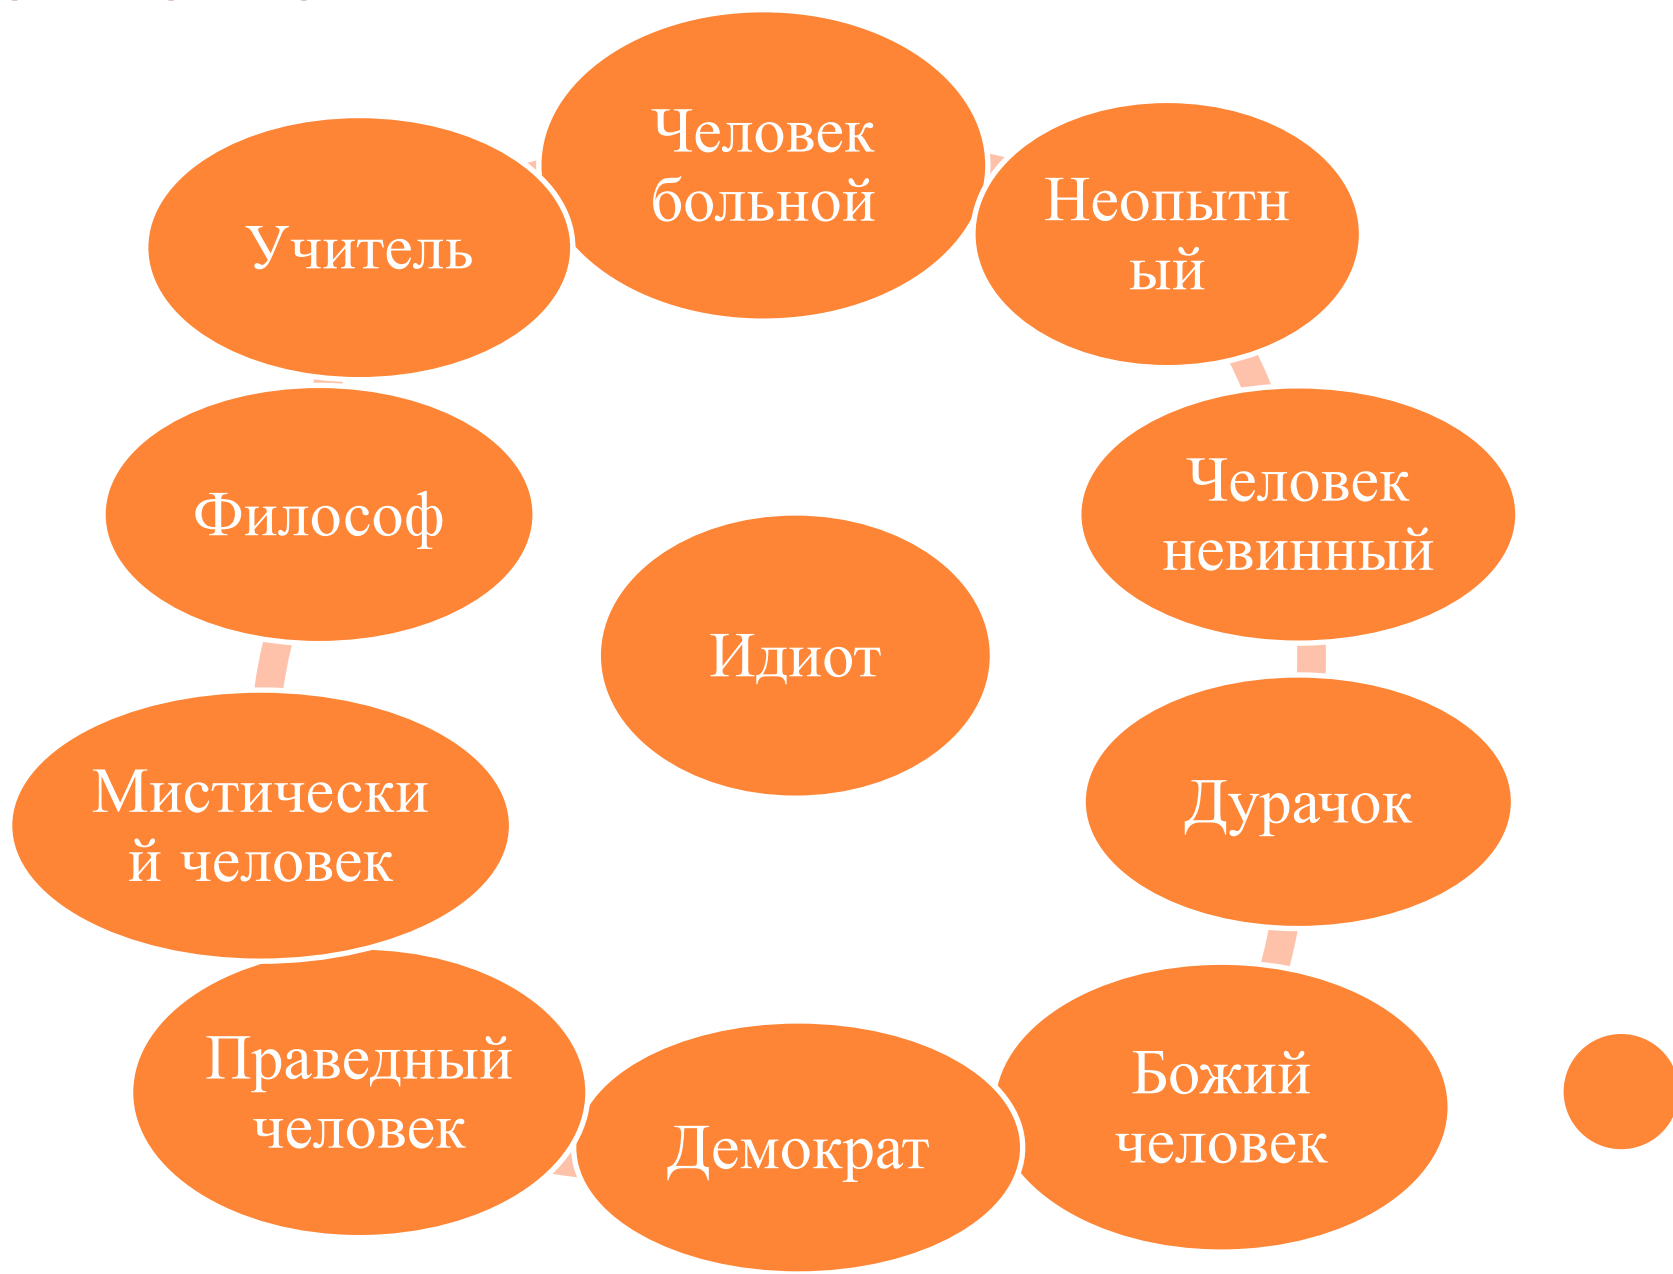 Человек
больной
Неопытн
ый
Человек
невинный
Дурачок
Божий
человек
Демократ
Праведный
человек
Мистически
й человек
Философ
Учитель
Идиот